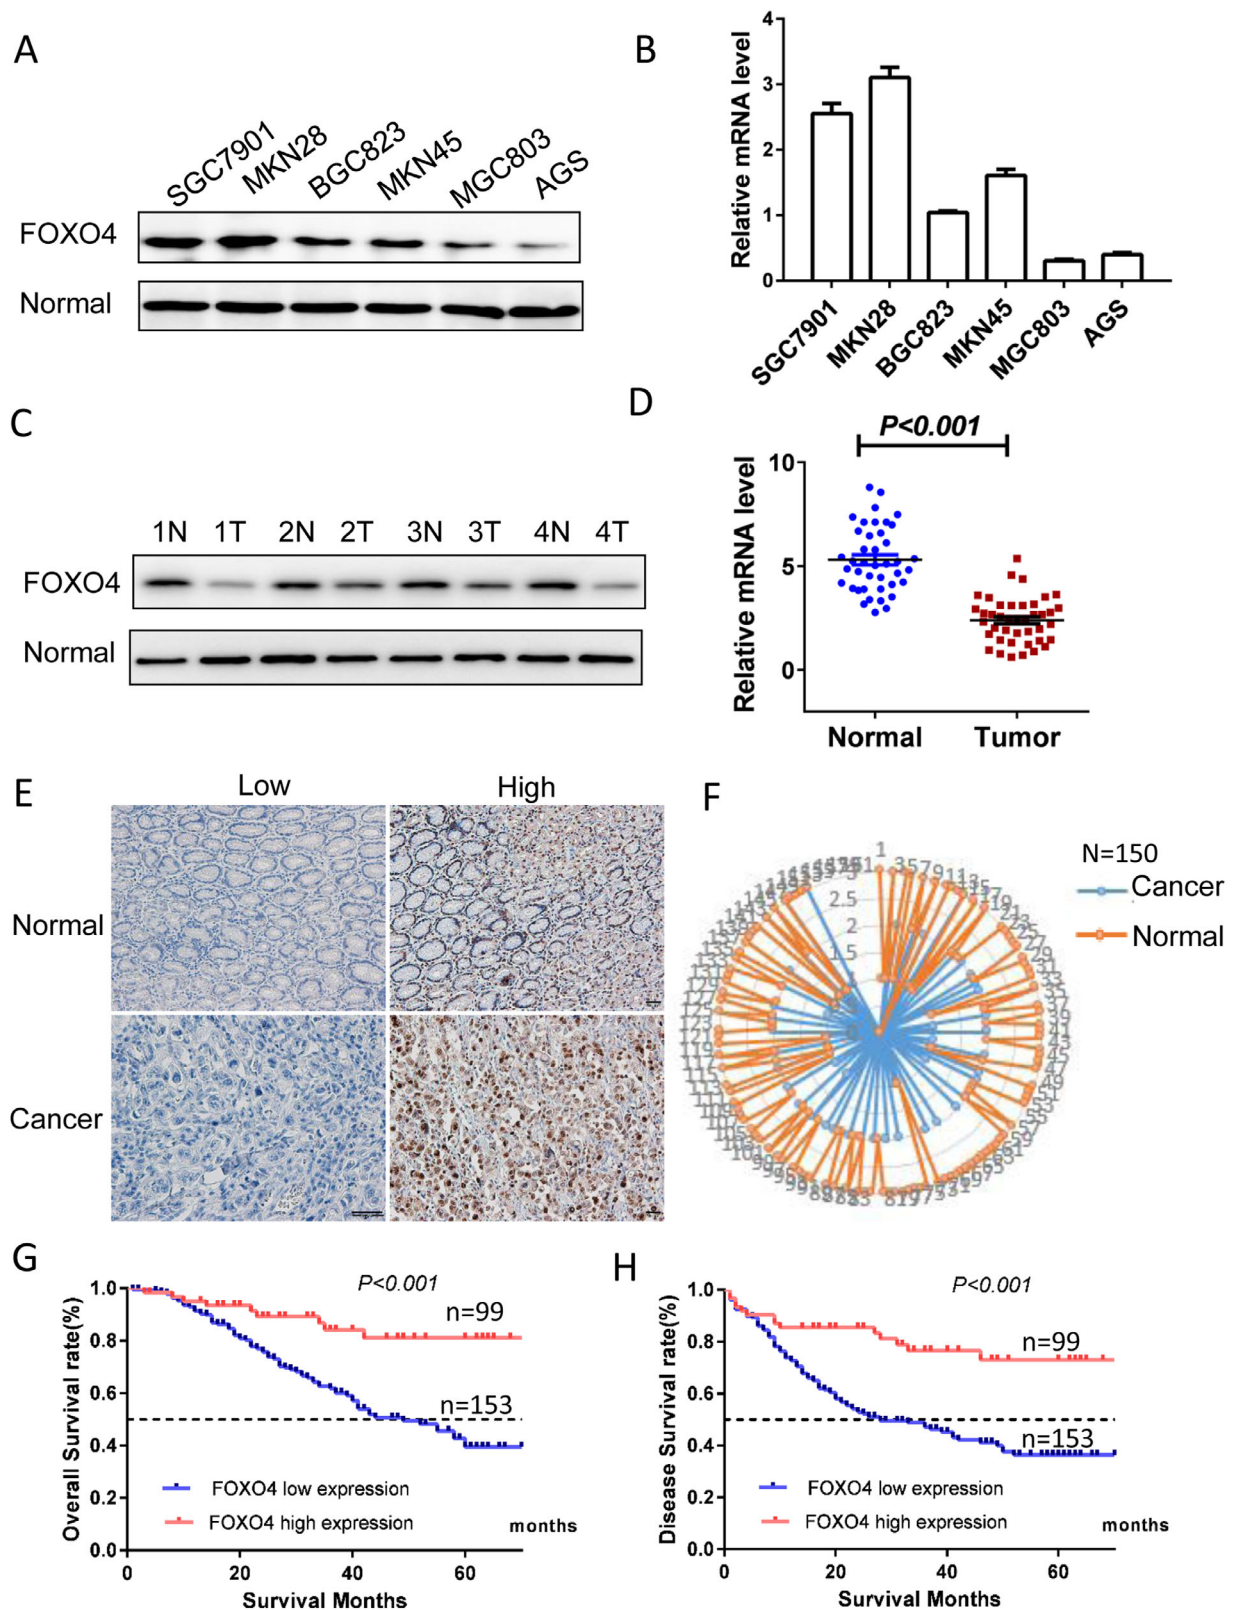 A
SGC7901 MKN28 BGC823 MKN45 MGC803 AGS
FOXO4
Normal
B
Relative mRNA level
4
3
2
1
0
SGC7901 MKN28 BGC823 MKN45 MGC803 AGS
C
1N 1T 2N 2T 3N 3T 4N 4T
FOXO4
Normal
D
P<0.001
Relative mRNA level
10
5
0
Normal Tumor
E
Low High
Normal
Cancer
F
N=150
Cancer
Normal
1
2.5
2
1.5
G
P<0.001
n=99
n=153
Overall Survival rate(%)
1.0
0.8
0.6
0.4
0.2
0.0
FOXO4 low expression
FOXO4 high expression
months
0 20 40 60
Survival Months
H
P<0.001
n=99
n=153
Disease Survival rate(%)
1.0
0.8
0.6
0.4
0.2
0.0
FOXO4 low expression
FOXO4 high expression
months
0 20 40 60
Survival Months